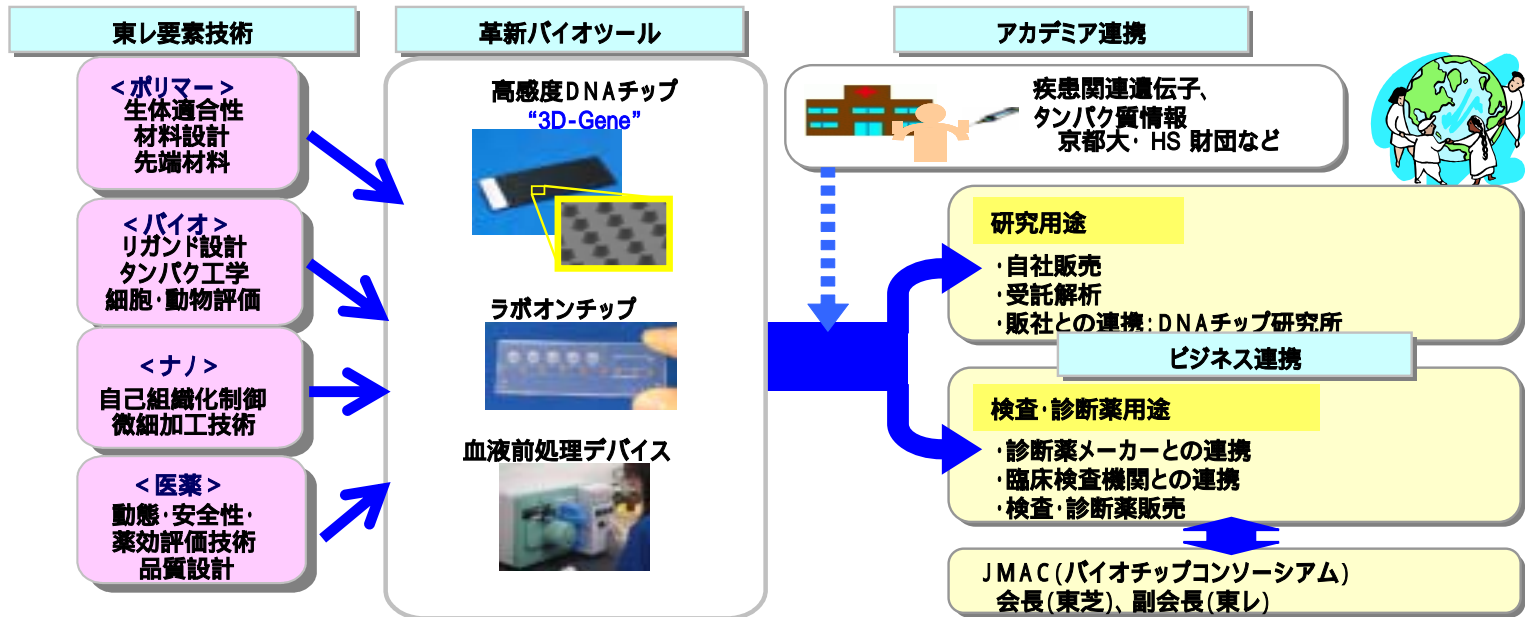 東レ要素技術
<ポリマー>
生体適合性
材料設計
先端材料
<バイオ>
リガンド設計
タンパク工学
細胞・動物評価
<ナノ>
自己組織化制御
微細加工技術
<医薬>
動態・安全性・
薬効評価技術
品質設計
革新バイオツール
高感度DNAチップ
“3D-Gene”
ラボオンチップ
血液前処理デバイス
アカデミア連携
疾患関連遺伝子、
タンパク質情報
京都大・HS 財団など
研究用途
・自社販売
・受託解析
・販社との連携：DNAチップ研究所
ビジネス連携
検査・診断薬用途
・診断薬メーカーとの連携
・臨床検査機関との連携
・検査・診断薬販売
JMAC(バイオチップコンソーシアム)
会長(東芝)、副会長(東レ)